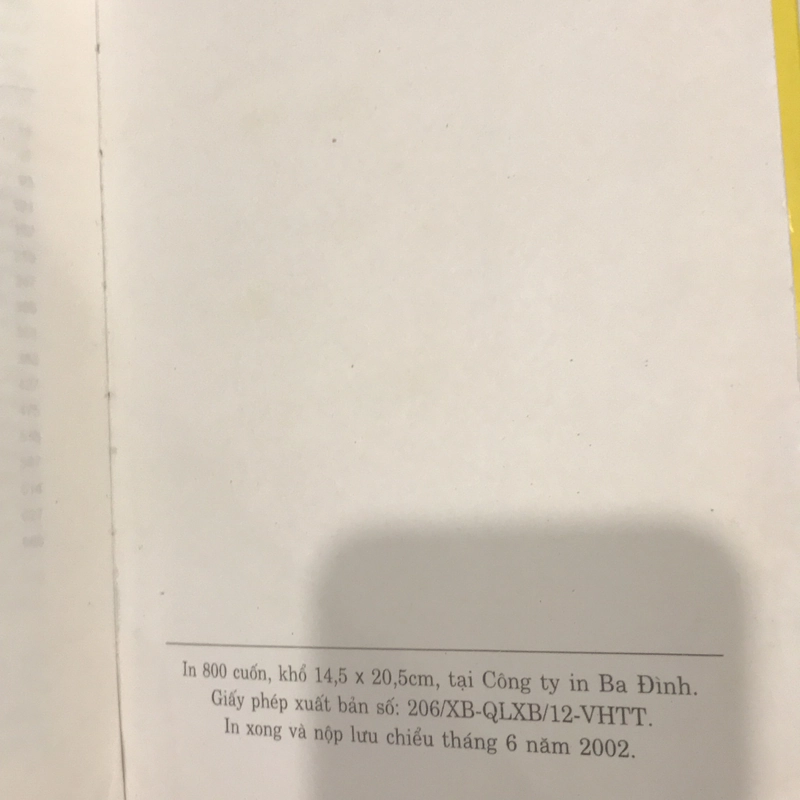 In 800 cuốn, khổ 14,5 x 20,5cm, tại Công ty in Ba Đình.
Giấy phép xuất bản số: 206/XB-QLXB/12-VHTT.
In xong và nộp lưu chiểu tháng 6 năm 2002.